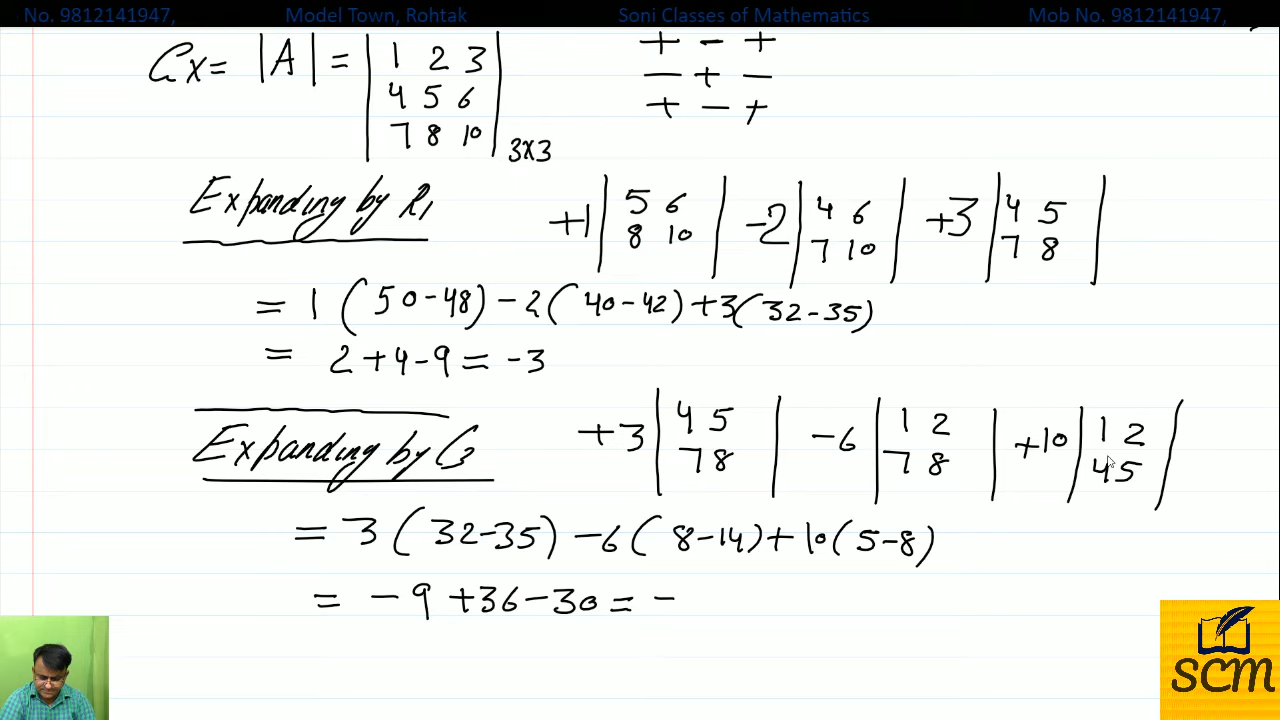 No. 9812141947, Model Town, Rohtak Soni Classes of Mathematics Mob No. 9812141947,
Ex= |A| = | 1 2 3 | + - +
| 4 5 6 | - + -
| 7 8 10 | 3x3 + - +
Expanding by R1 +1 | 5 6 | -2 | 4 6 | +3 | 4 5 |
| 8 10 | | 7 10 | | 7 8 |
= 1 (50-48) - 2(40-42) +3(32-35)
= 2+4-9 = -3
Expanding by C3 +3 | 4 5 | -6 | 1 2 | +10 | 1 2 |
| 7 8 | | 7 8 | | 4 5 |
= 3 (32-35) -6( 8-14) + 10(5-8)
= -9 +36-30 = -
SCM